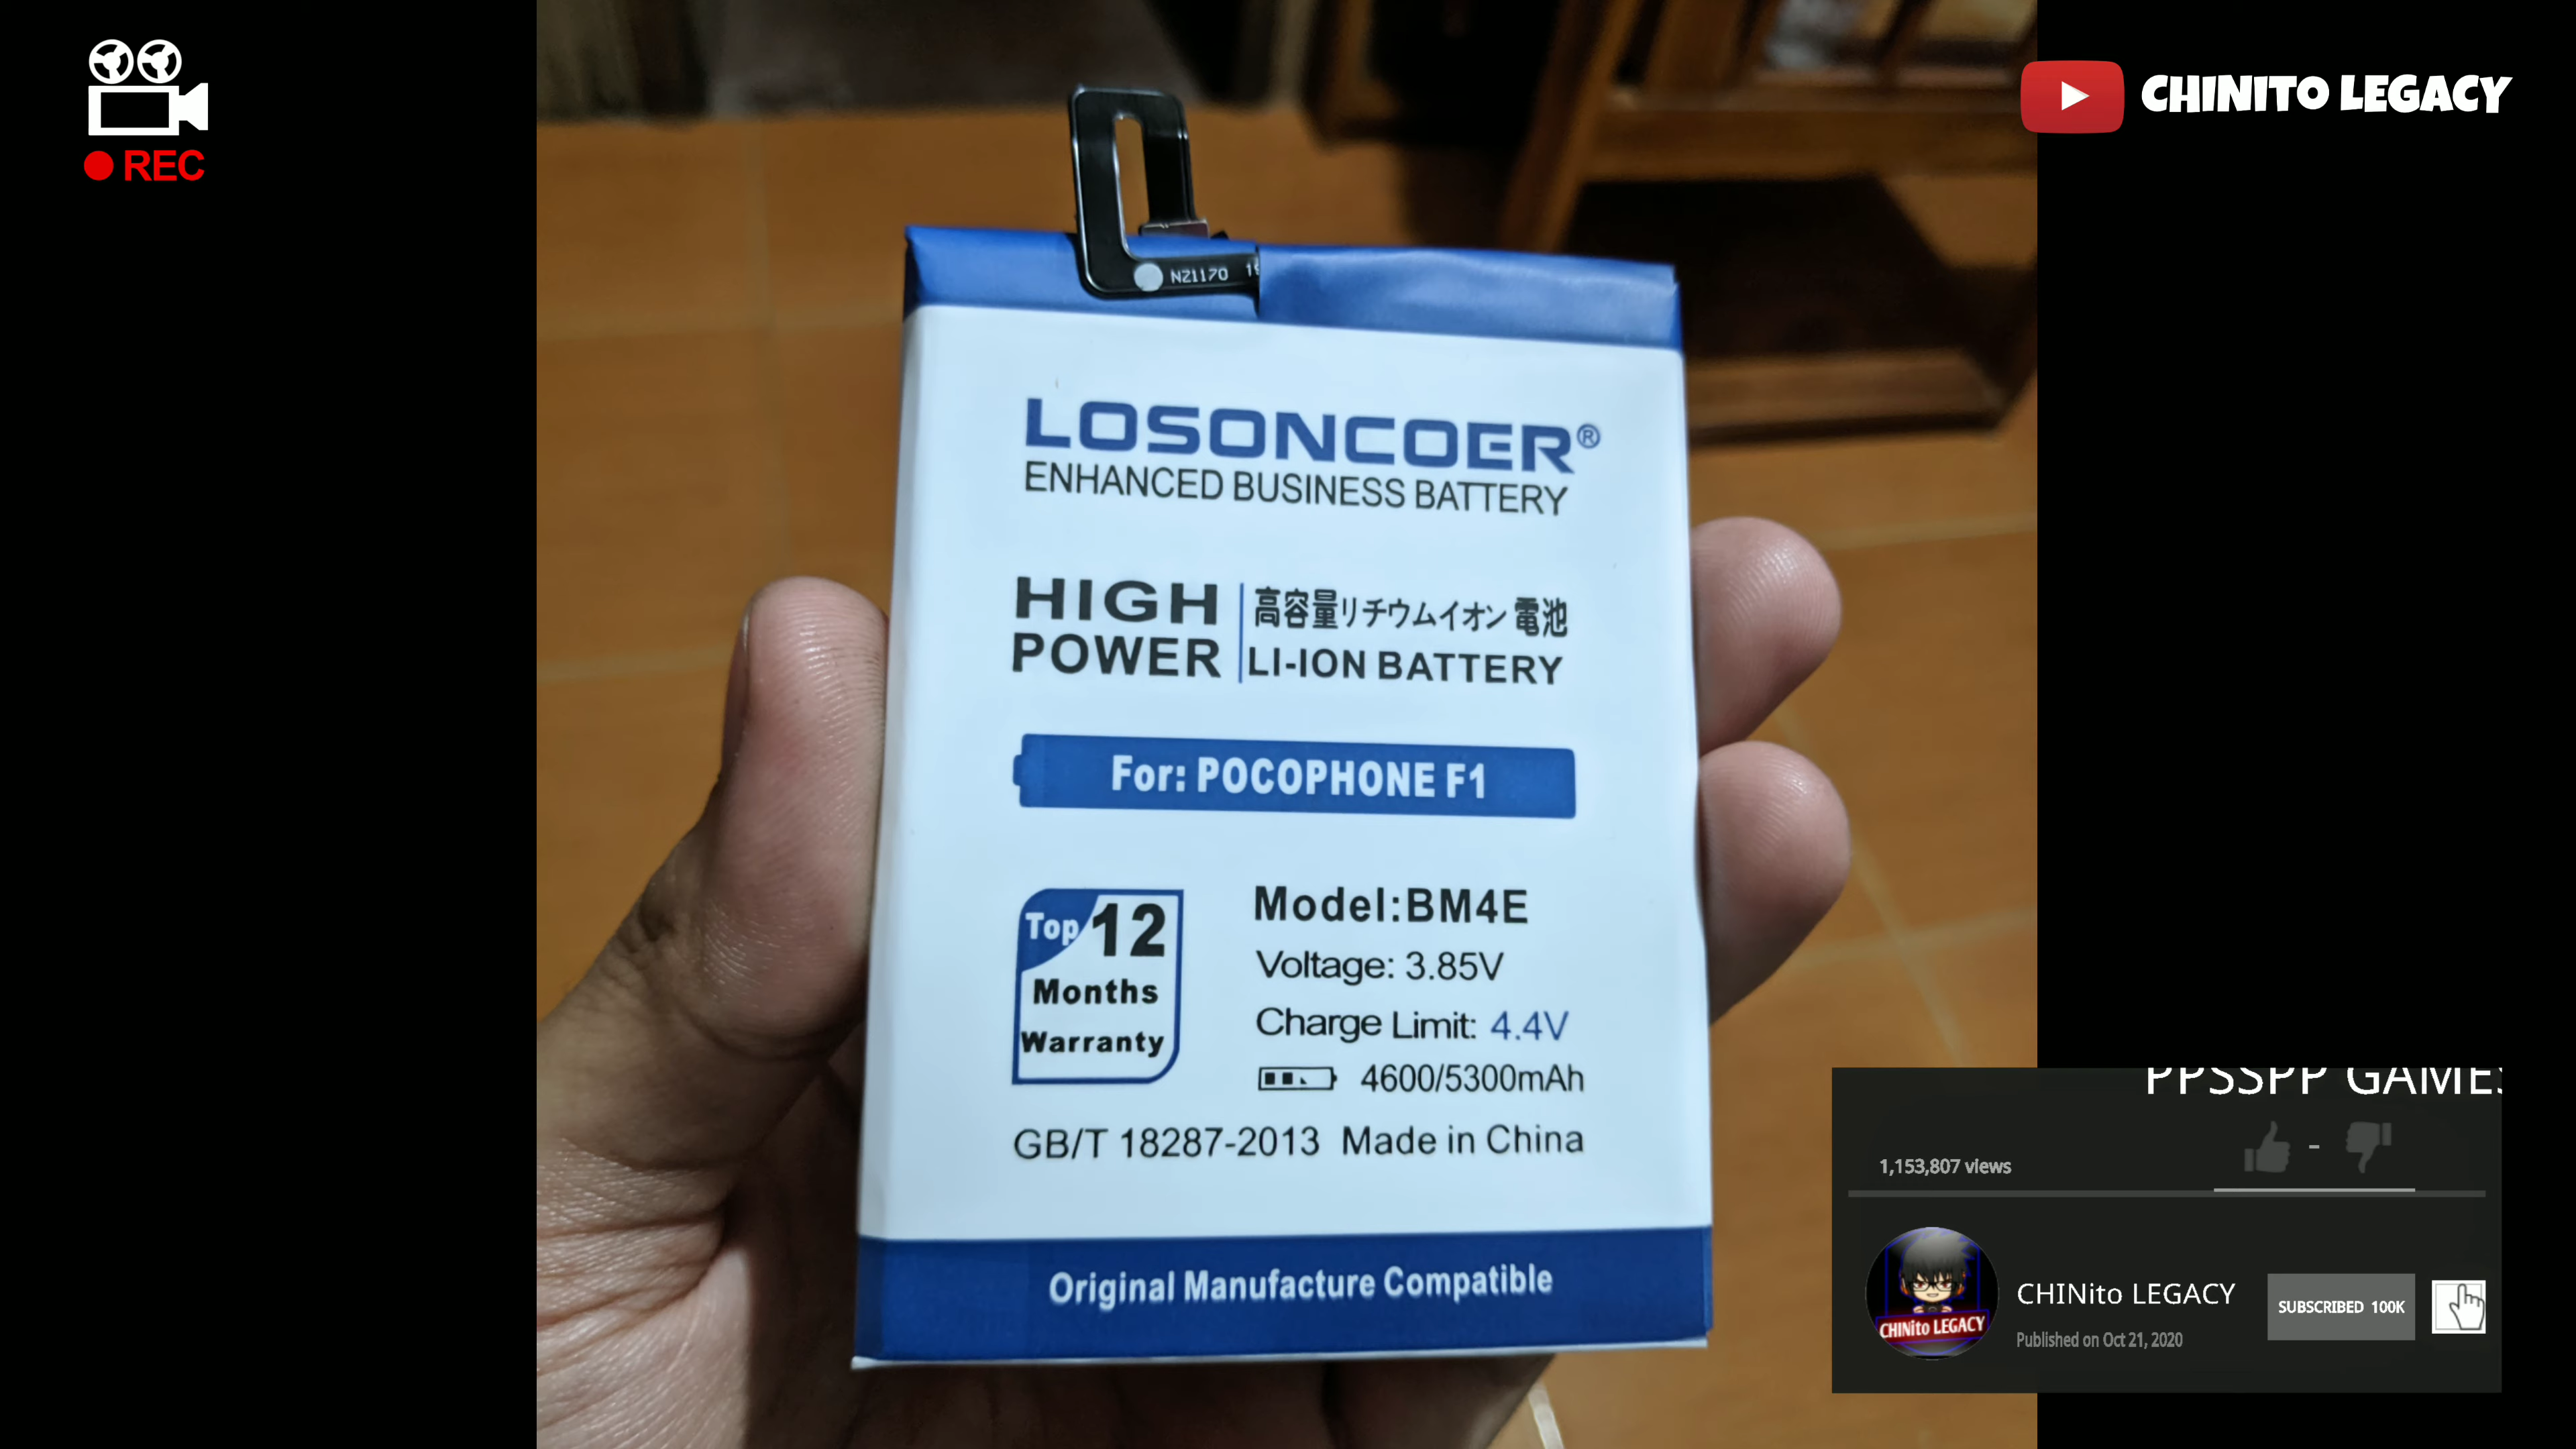 REC
CHINITO LEGACY
NZ1170
LOSONCOER®
ENHANCED BUSINESS BATTERY
HIGH
POWER
高容量リチウムイオン電池
LI-ION BATTERY
For: POCOPHONE F1
Top 12
Months
Warranty
Model:BM4E
Voltage: 3.85V
Charge Limit: 4.4V
4600/5300mAh
GB/T 18287-2013 Made in China
Original Manufacture Compatible
PPSSPP GAMES
-
1,153,807 views
CHINito LEGACY
CHINito LEGACY
SUBSCRIBED 100K
Published on Oct 21, 2020